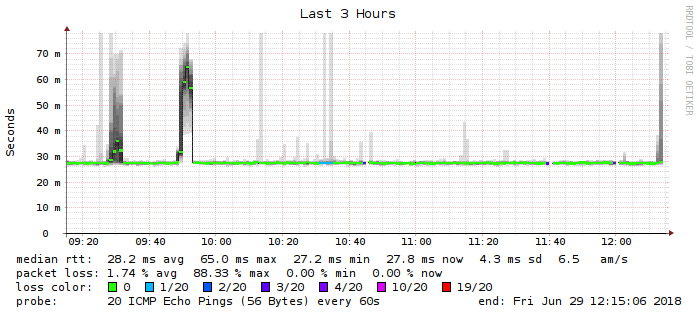 Last 3 Hours
RRDTOOL / TOBI OETIKER
Seconds
70 m
60 m
50 m
40 m
30 m
20 m
10 m
0
09:20 09:40 10:00 10:20 10:40 11:00 11:20 11:40 12:00
median rtt: 28.2 ms avg 65.0 ms max 27.2 ms min 27.8 ms now 4.3 ms sd 6.5 am/s
packet loss: 1.74 % avg 88.33 % max 0.00 % min 0.00 % now
loss color: 0 1/20 2/20 3/20 4/20 10/20 19/20
probe: 20 ICMP Echo Pings (56 Bytes) every 60s end: Fri Jun 29 12:15:06 2018